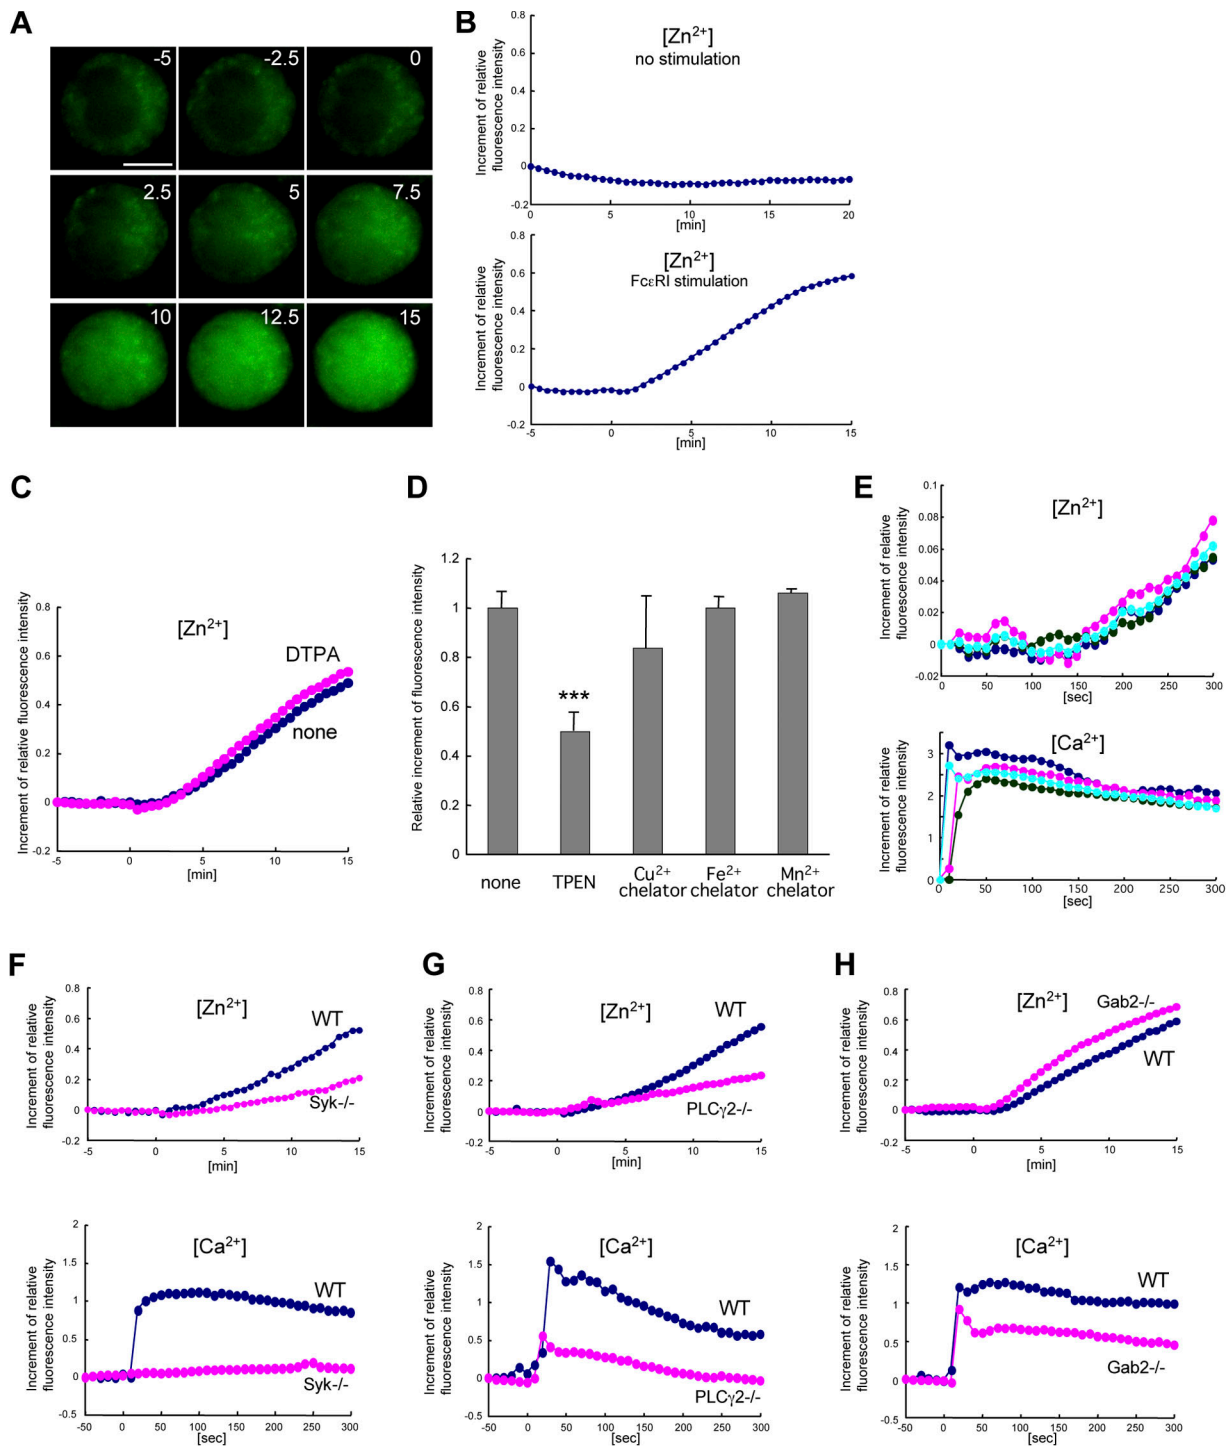 A
-5
-2.5
0
2.5
5
7.5
10
12.5
15
B
[Zn²⁺]
no stimulation
Increment of relative
fluorescence intensity
0.8
0.6
0.4
0.2
0
-0.2
0
5
10
15
20
[min]
[Zn²⁺]
FcεRI stimulation
Increment of relative
fluorescence intensity
0.8
0.6
0.4
0.2
0
-0.2
-5
0
5
10
15
[min]
C
[Zn²⁺]
DTPA
none
Increment of relative fluorescence intensity
0.8
0.6
0.4
0.2
0
-0.2
-5
0
5
10
15
[min]
D
Relative increment of fluorescence intensity
1.2
1
0.8
0.6
0.4
0.2
0
***
none
TPEN
Cu²⁺
chelator
Fe²⁺
chelator
Mn²⁺
chelator
E
[Zn²⁺]
Increment of relative
fluorescence intensity
0.1
0.08
0.06
0.04
0.02
0
-0.02
0
50
100
150
200
250
300
[sec]
[Ca²⁺]
Increment of relative
fluorescence intensity
3
2
1
0
0
50
100
150
200
250
300
[sec]
F
[Zn²⁺]
WT
Syk-/-
Increment of relative
fluorescence intensity
0.8
0.6
0.4
0.2
0
-0.2
-5
0
5
10
15
[min]
[Ca²⁺]
WT
Syk-/-
Increment of relative
fluorescence intensity
2
1.5
1
0.5
0
-0.5
-50
0
50
100
150
200
250
300
[sec]
G
[Zn²⁺]
WT
PLCγ2-/-
Increment of relative
fluorescence intensity
0.8
0.6
0.4
0.2
0
-0.2
-5
0
5
10
15
[min]
[Ca²⁺]
WT
PLCγ2-/-
Increment of relative
fluorescence intensity
2
1.5
1
0.5
0
-0.5
-50
0
50
100
150
200
250
300
[sec]
H
[Zn²⁺]
Gab2-/-
WT
Increment of relative
fluorescence intensity
0.8
0.6
0.4
0.2
0
-0.2
-5
0
5
10
15
[min]
[Ca²⁺]
WT
Gab2-/-
Increment of relative
fluorescence intensity
2
1.5
1
0.5
0
-0.5
-50
0
50
100
150
200
250
300
[sec]